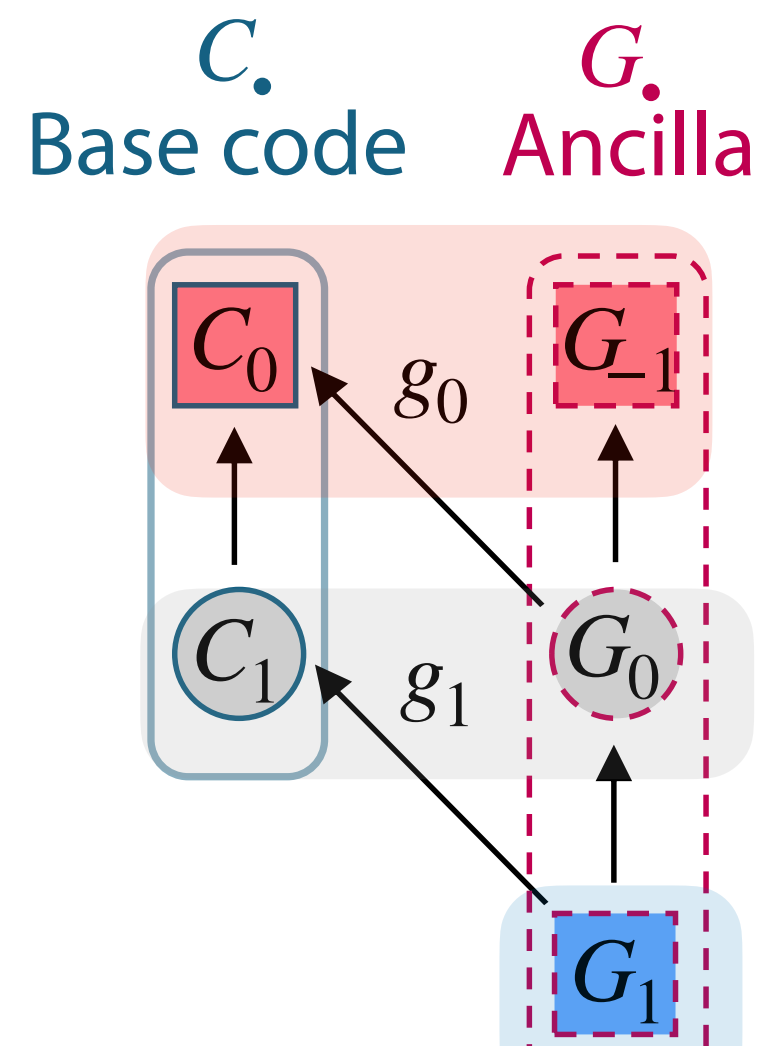 C• G•
Base code Ancilla
C₀ g₀ G₋₁
C₁ g₁ G₀
G₁